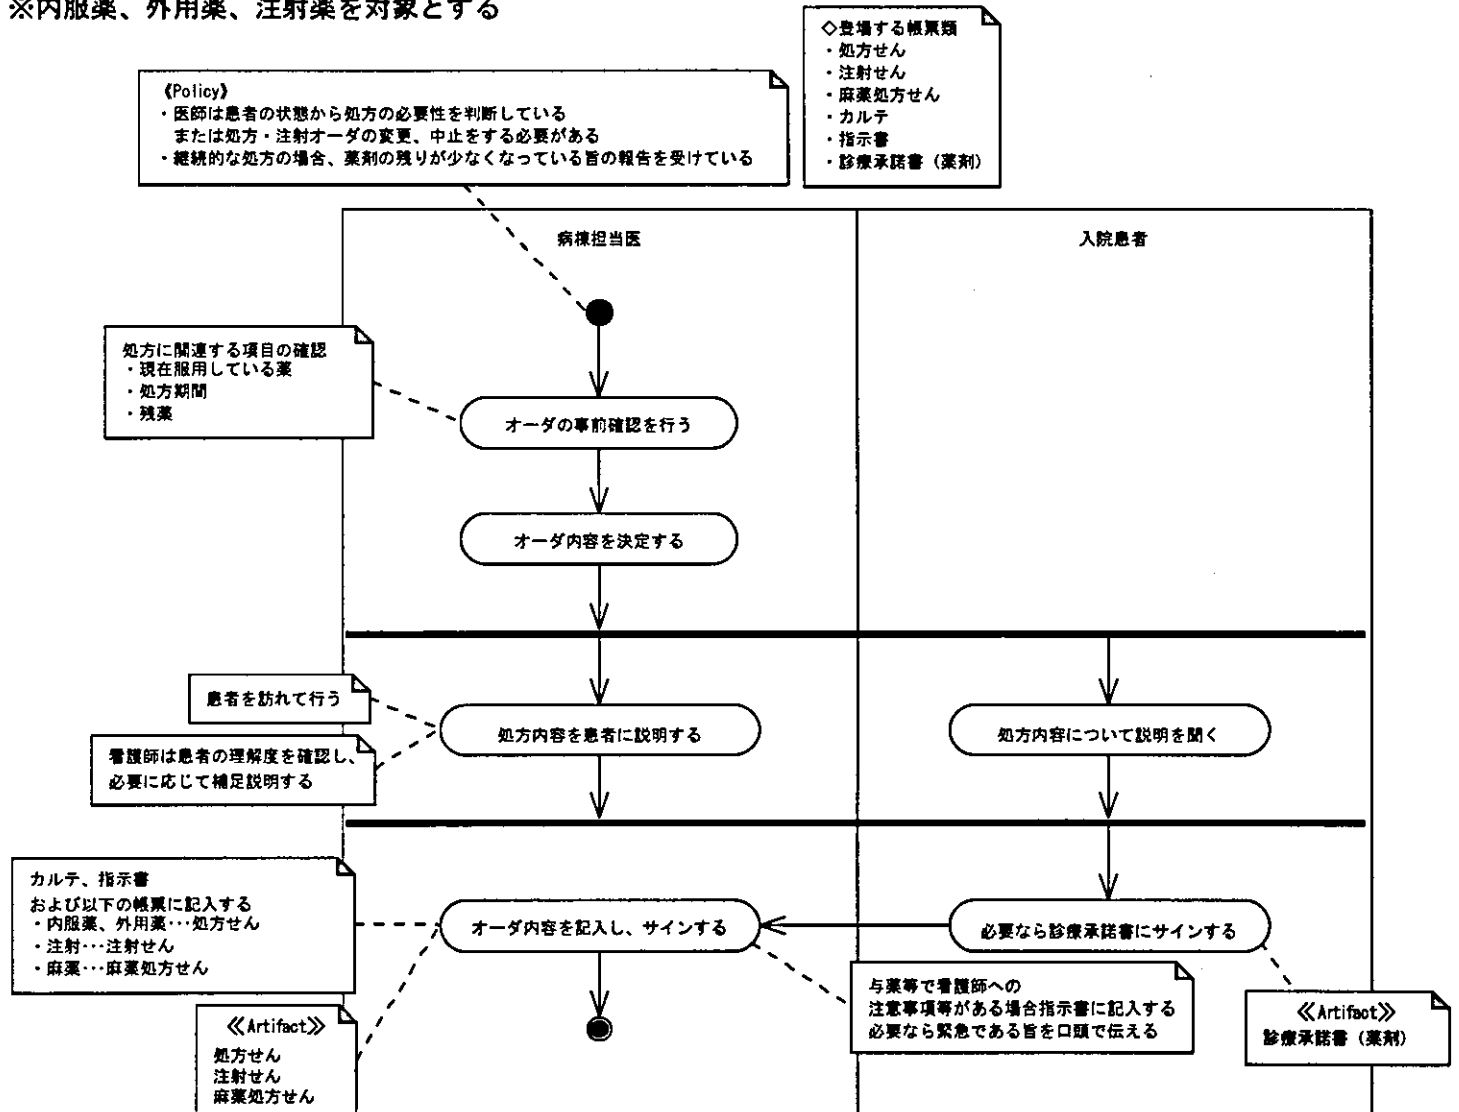 ※内服薬、外用薬、注射薬を対象とする
◇登場する帳票類
・処方せん
・注射せん
・麻薬処方せん
・カルテ
・指示書
・診療承諾書（薬剤）
《Policy》
・医師は患者の状態から処方の必要性を判断している
または処方・注射オーダの変更、中止をする必要がある
・継続的な処方の場合、薬剤の残りが少なくなっている旨の報告を受けている
病棟担当医
入院患者
処方に関連する項目の確認
・現在服用している薬
・処方期間
・残薬
オーダの事前確認を行う
オーダ内容を決定する
患者を訪れて行う
看護師は患者の理解度を確認し、
必要に応じて補足説明する
処方内容を患者に説明する
処方内容について説明を聞く
カルテ、指示書
および以下の帳票に記入する
・内服薬、外用薬…処方せん
・注射…注射せん
・麻薬…麻薬処方せん
オーダ内容を記入し、サインする
必要なら診療承諾書にサインする
与薬等で看護師への
注意事項等がある場合指示書に記入する
必要なら緊急である旨を口頭で伝える
≪Artifact≫
診療承諾書（薬剤）
≪Artifact≫
処方せん
注射せん
麻薬処方せん